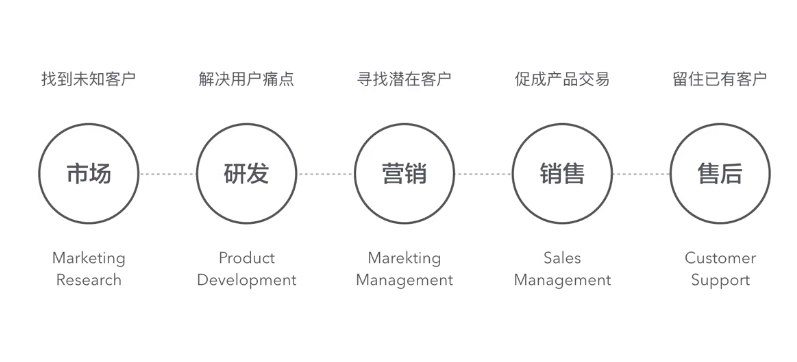 找到未知客户
解决用户痛点
寻找潜在客户
促成产品交易
留住已有客户
市场
研发
营销
销售
售后
Marketing
Research
Product
Development
Marekting
Management
Sales
Management
Customer
Support